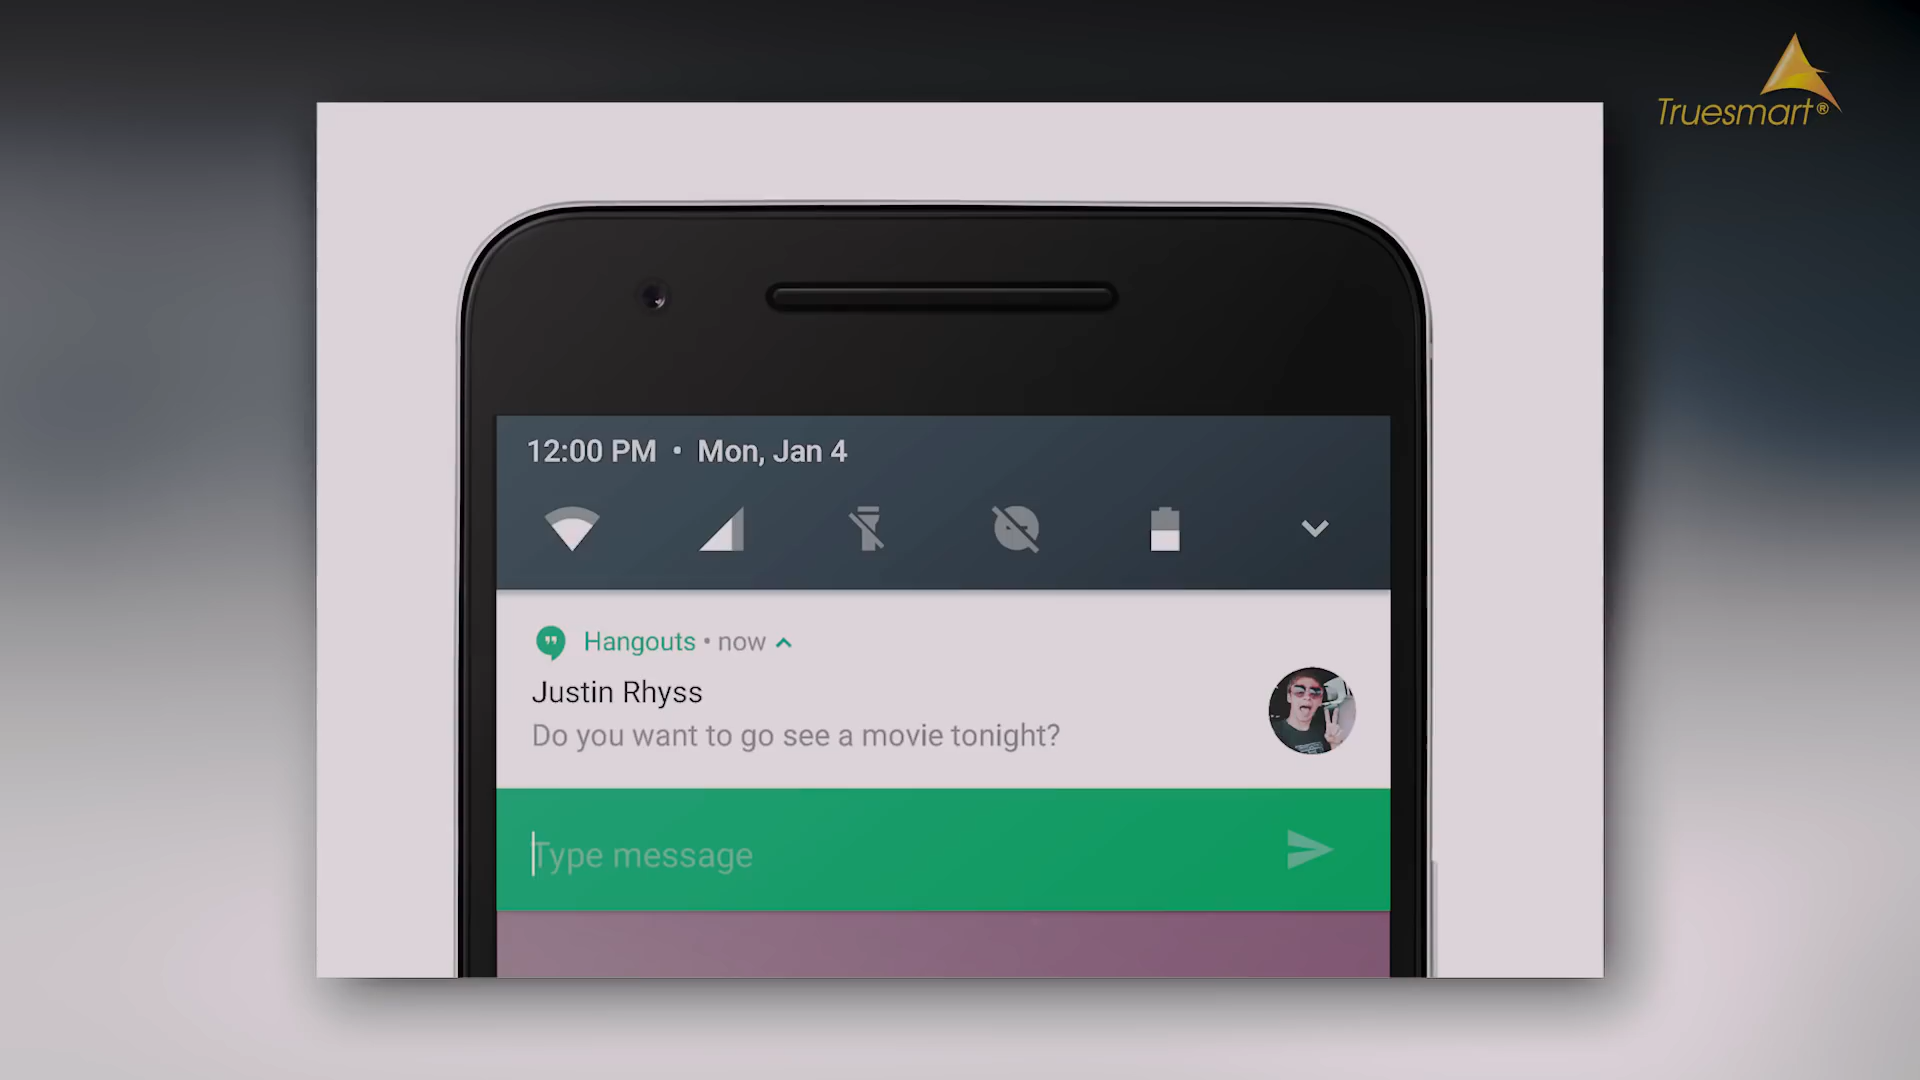 Truesmart®
12:00 PM • Mon, Jan 4
Hangouts • now
Justin Rhyss
Do you want to go see a movie tonight?
Type message